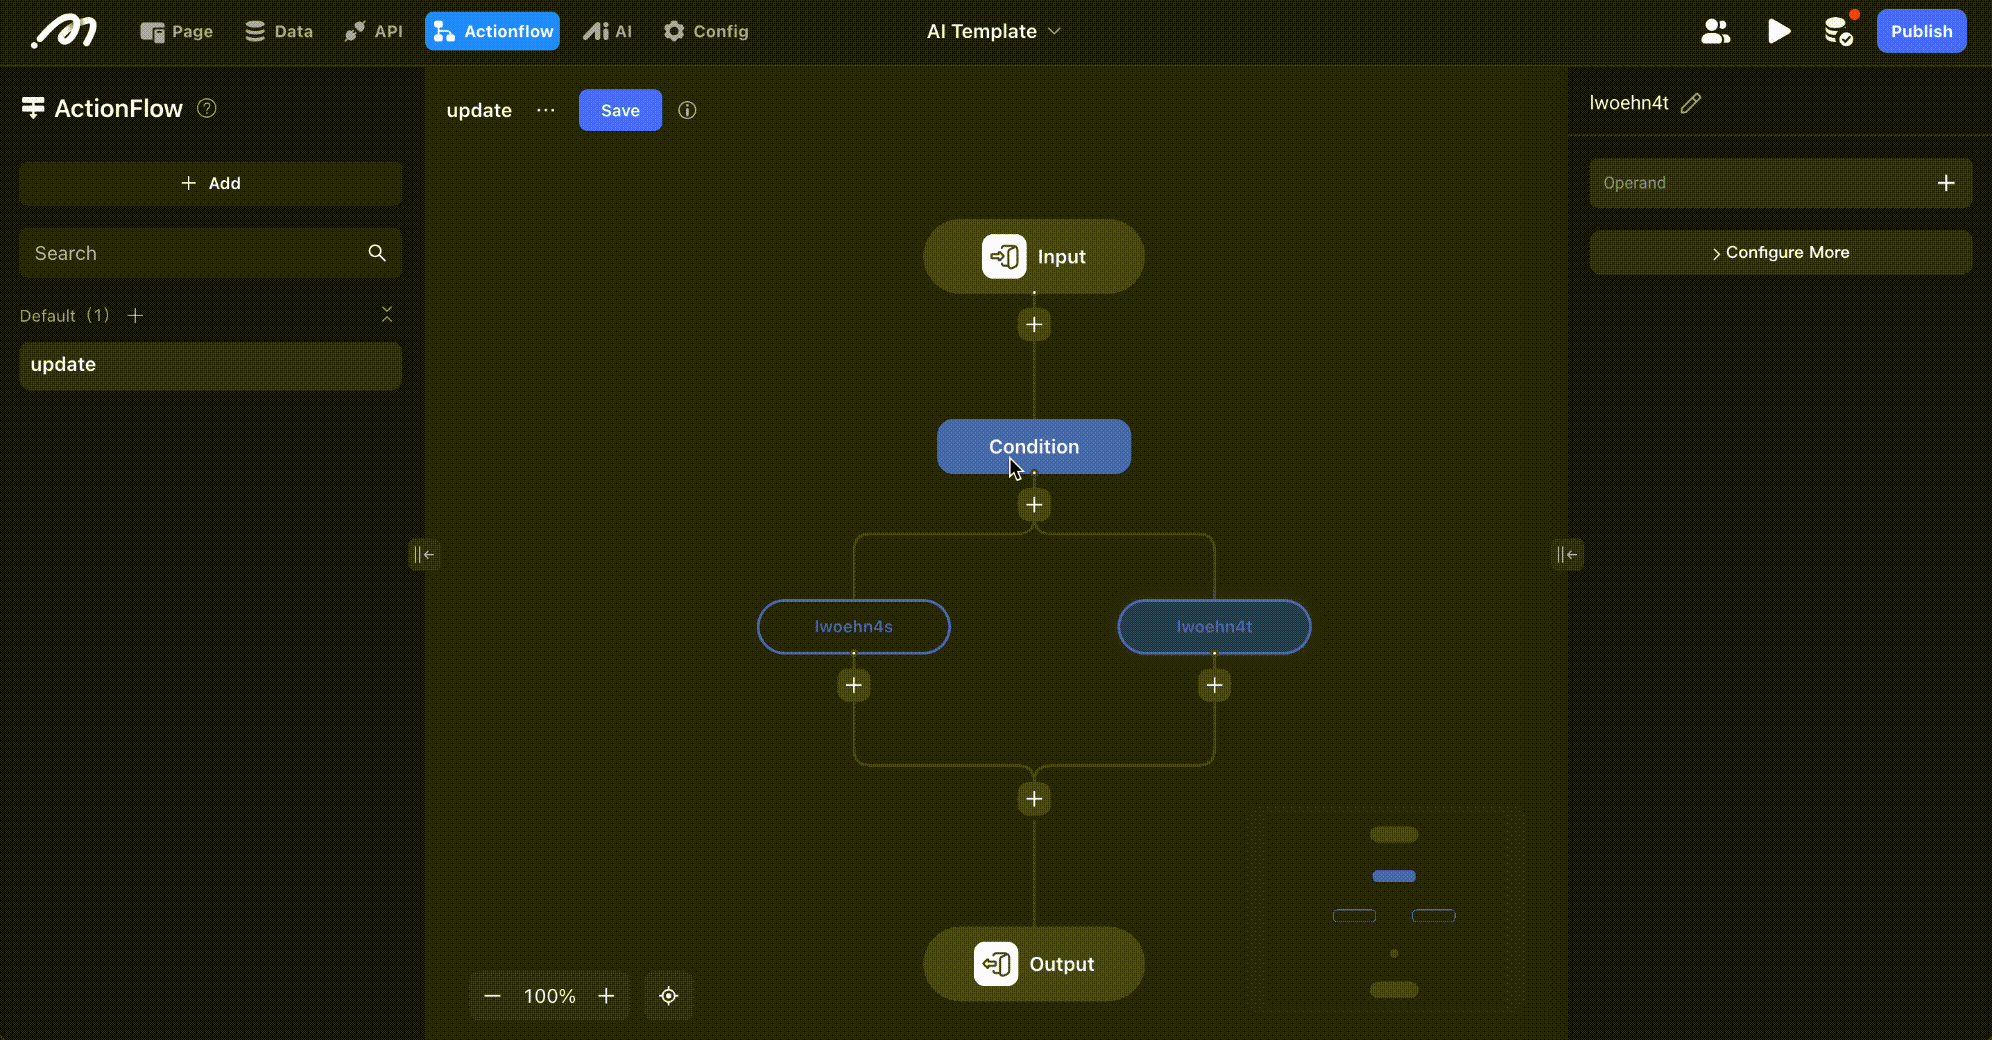 Page
Data
API
Actionflow
AI
Config
AI Template
Publish
ActionFlow
Add
Search
Default (1)
update
update
Save
Input
Condition
lwoehn4s
lwoehn4t
Output
100%
lwoehn4t
Operand
Configure More